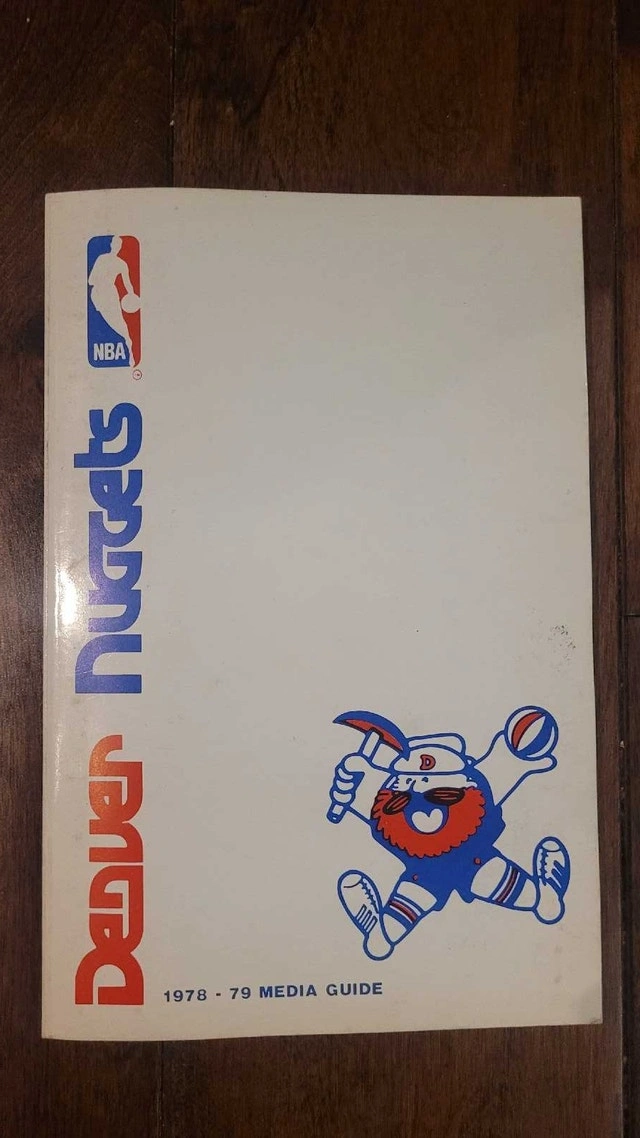 Denver Nuggets
NBA
D
1978 - 79 MEDIA GUIDE